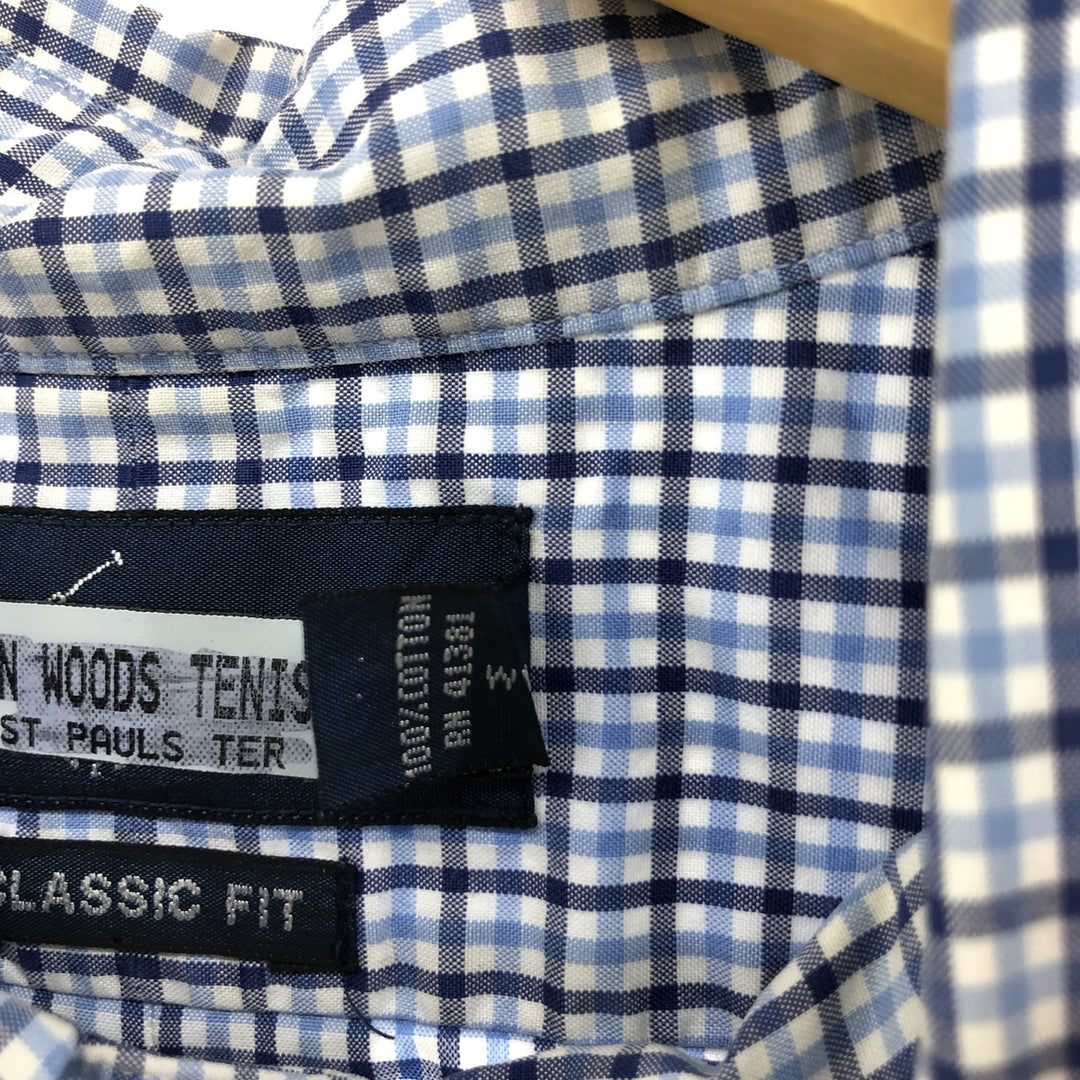 N WOODS TENIS
ST PAULS TER
100% COTTON
RN 41381
CLASSIC FIT